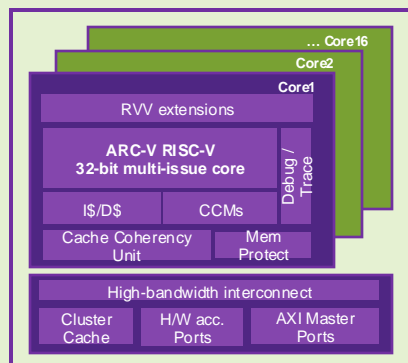 ... Core16
Core2
Core1
RVV extensions
ARC-V RISC-V
32-bit multi-issue core
Debug /
Trace
I$/D$
CCMs
Cache Coherency
Unit
Mem
Protect
High-bandwidth interconnect
Cluster
Cache
H/W acc.
Ports
AXI Master
Ports